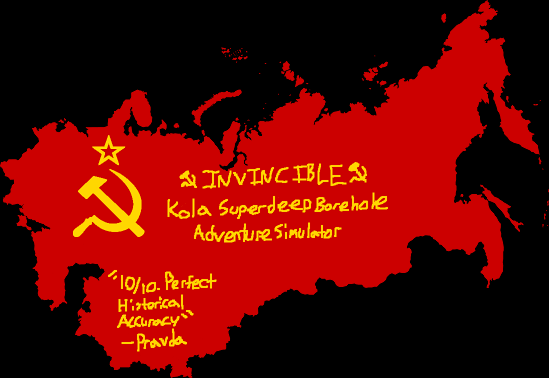 ☭INVINCIBLE☭
Kola Superdeep Borehole
Adventure Simulator
"10/10. Perfect
Historical
Accuracy"
—Pravda